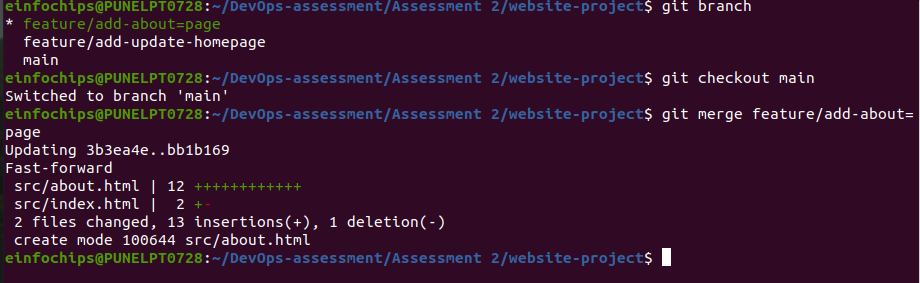 einfochips@PUNELPT0728:~/DevOps-assessment/Assessment 2/website-project$ git branch
* feature/add-about=page
  feature/add-update-homepage
  main
einfochips@PUNELPT0728:~/DevOps-assessment/Assessment 2/website-project$ git checkout main
Switched to branch 'main'
einfochips@PUNELPT0728:~/DevOps-assessment/Assessment 2/website-project$ git merge feature/add-about=
page
Updating 3b3ea4e..bb1b169
Fast-forward
 src/about.html | 12 ++++++++++++
 src/index.html |  2 +-
 2 files changed, 13 insertions(+), 1 deletion(-)
 create mode 100644 src/about.html
einfochips@PUNELPT0728:~/DevOps-assessment/Assessment 2/website-project$